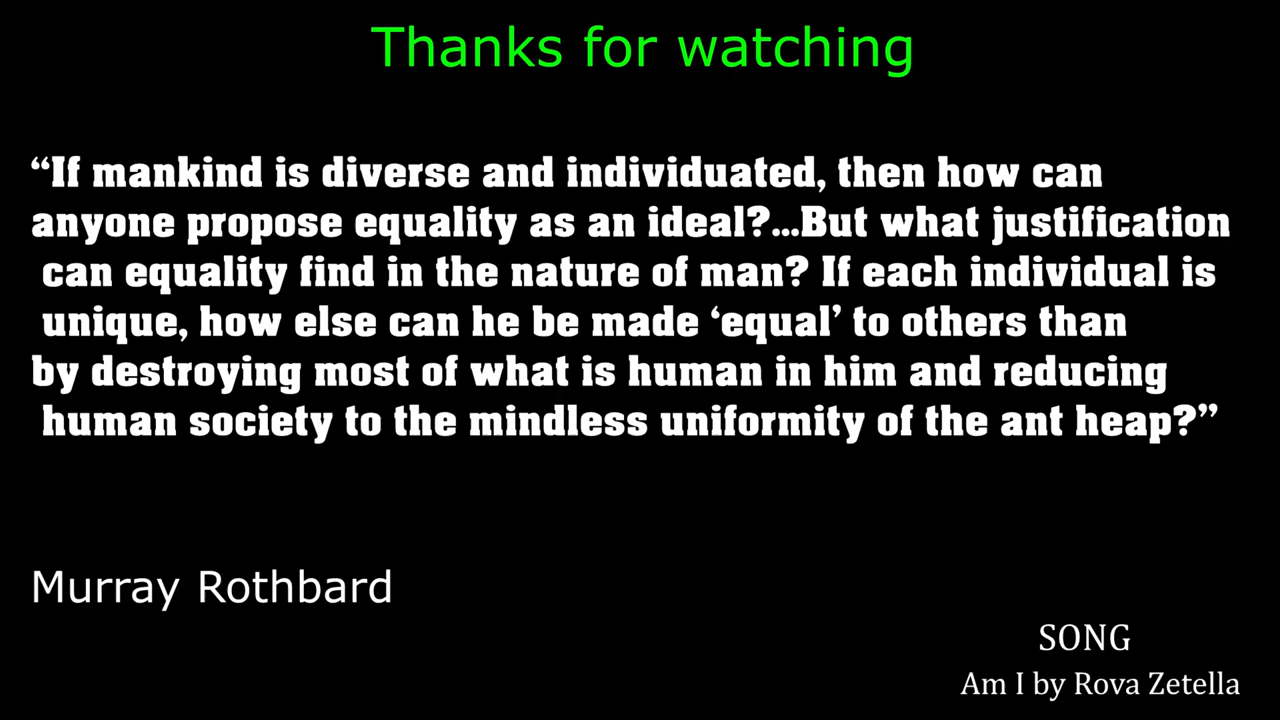 Thanks for watching
“If mankind is diverse and individuated, then how can
anyone propose equality as an ideal?...But what justification
can equality find in the nature of man? If each individual is
unique, how else can he be made ‘equal’ to others than
by destroying most of what is human in him and reducing
human society to the mindless uniformity of the ant heap?”
Murray Rothbard
SONG
Am I by Rova Zetella